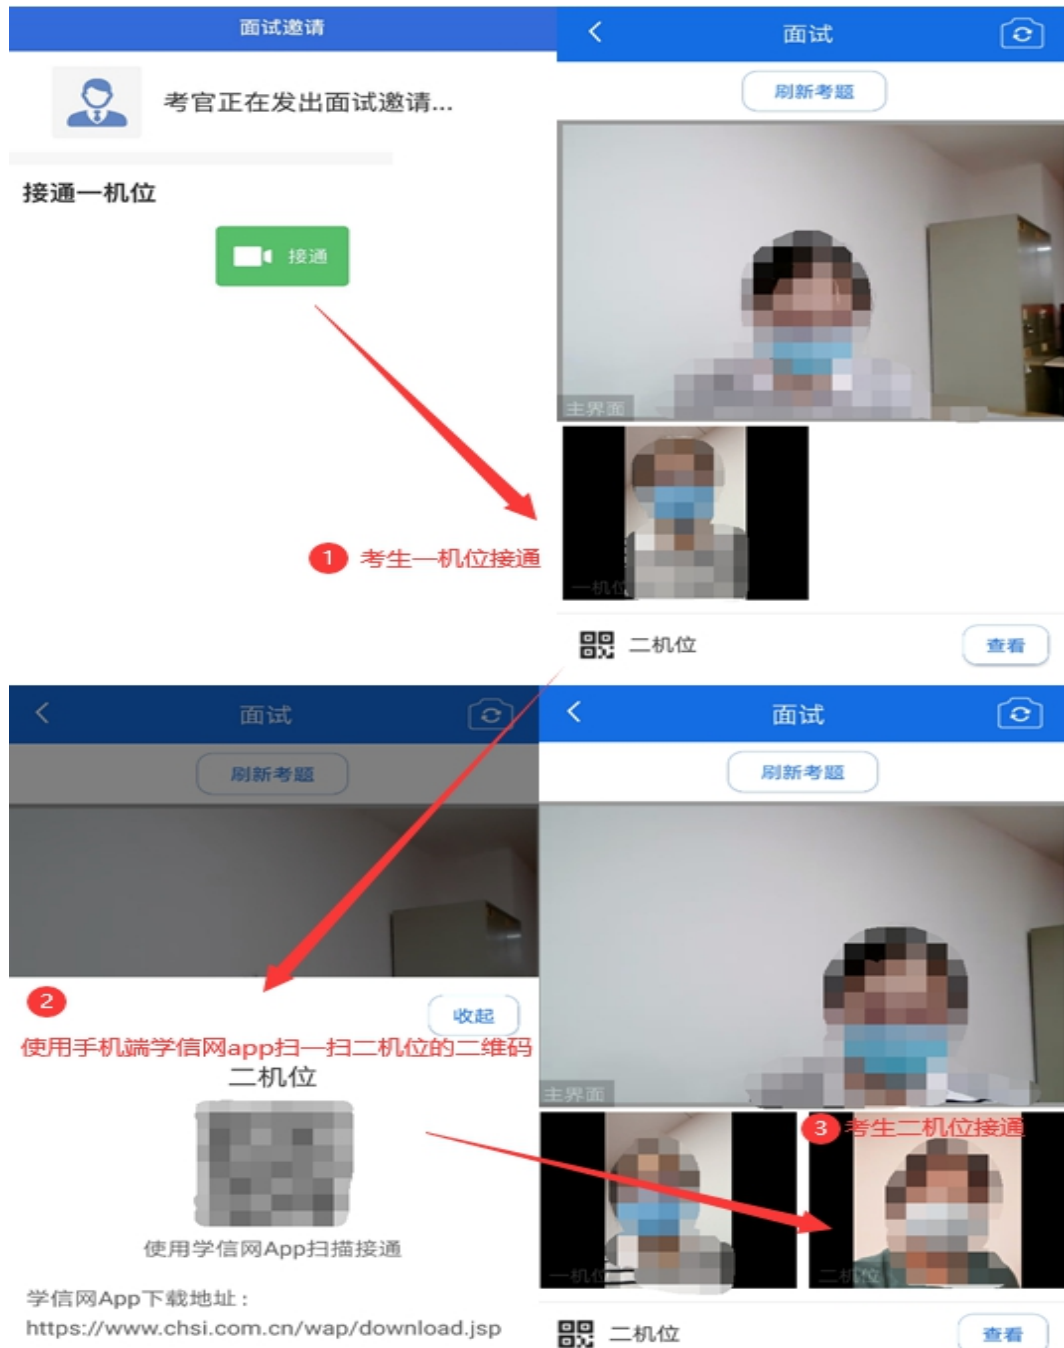 面试邀请
考官正在发出面试邀请...
接通一机位
接通
1 考生一机位接通
面试
刷新考题
主界面
一机位
二机位
查看
面试
刷新考题
2
收起
使用手机端学信网app扫一扫二机位的二维码
二机位
使用学信网App扫描接通
学信网App下载地址：
https://www.chsi.com.cn/wap/download.jsp
面试
刷新考题
主界面
3 考生二机位接通
一机位
二机位
二机位
查看